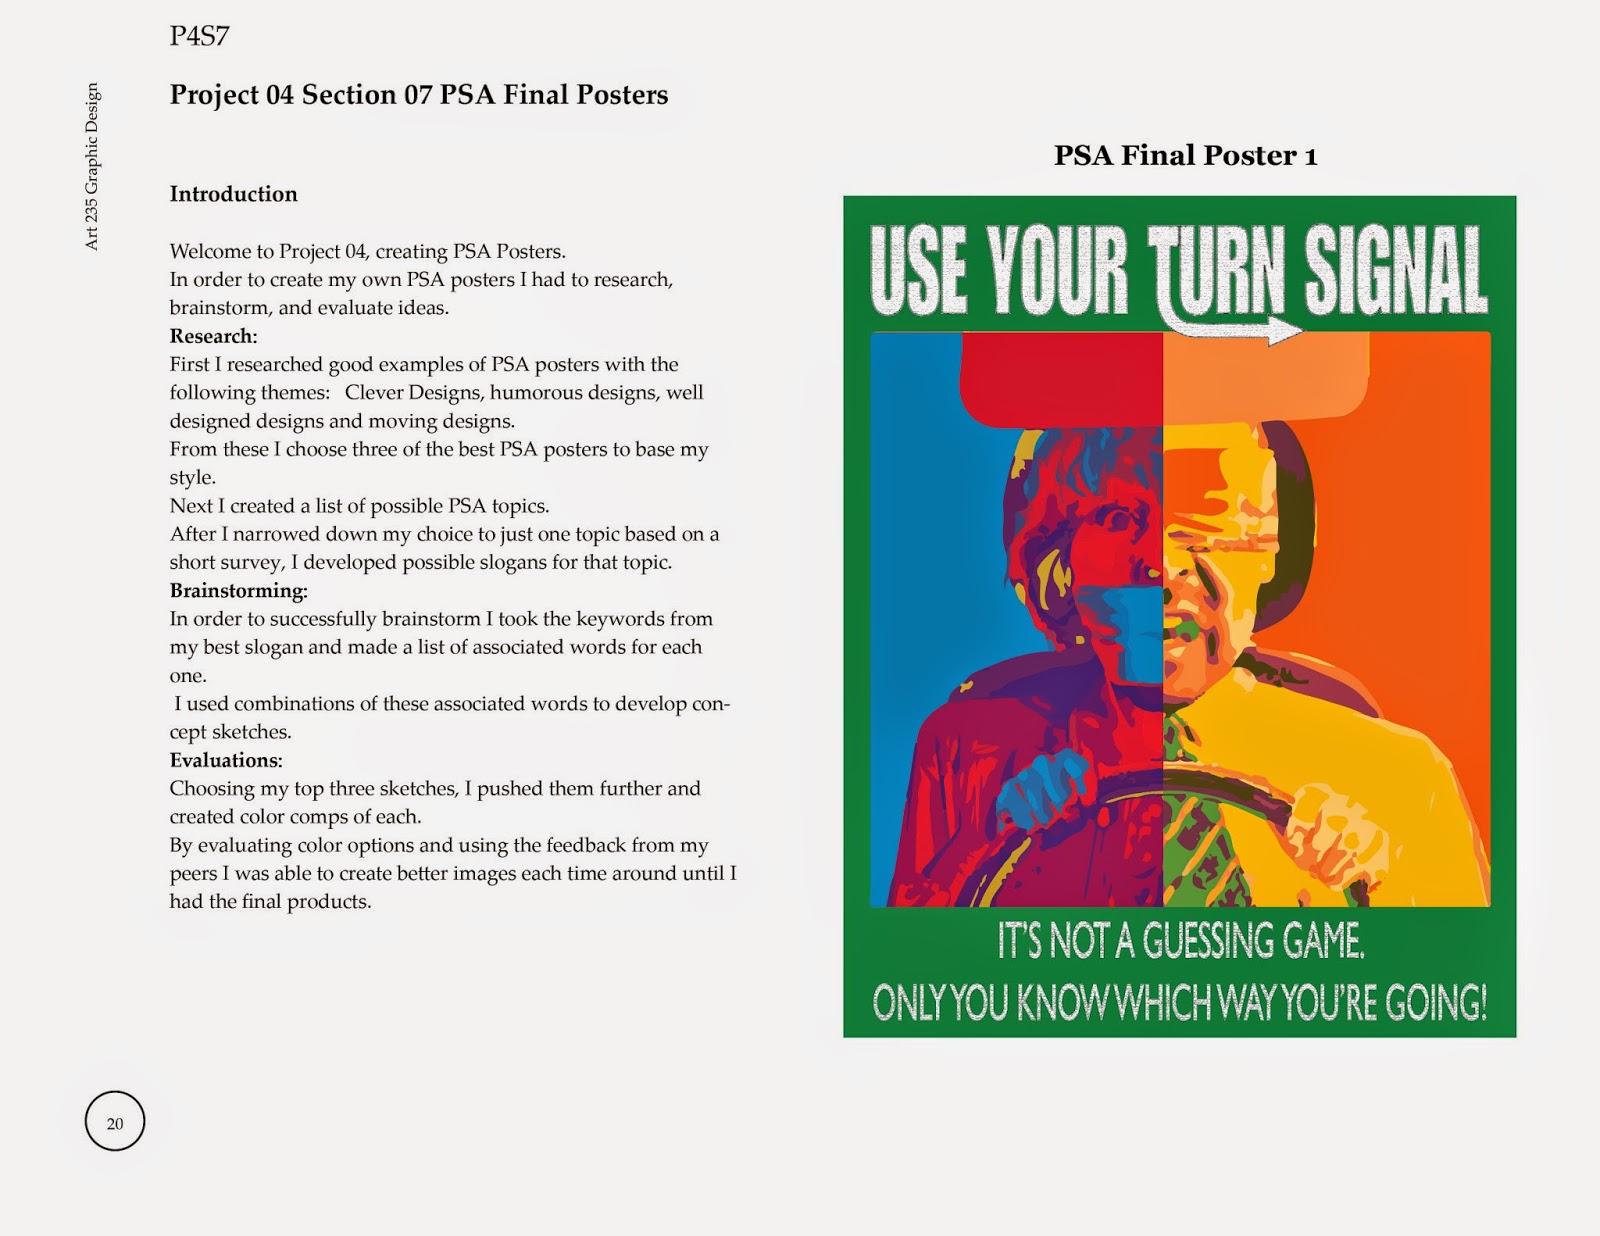 P4S7
Project 04 Section 07 PSA Final Posters
Art 235 Graphic Design
Introduction
Welcome to Project 04, creating PSA Posters.
In order to create my own PSA posters I had to research,
brainstorm, and evaluate ideas.
Research:
First I researched good examples of PSA posters with the
following themes:   Clever Designs, humorous designs, well
designed designs and moving designs.
From these I choose three of the best PSA posters to base my
style.
Next I created a list of possible PSA topics.
After I narrowed down my choice to just one topic based on a
short survey, I developed possible slogans for that topic.
Brainstorming:
In order to successfully brainstorm I took the keywords from
my best slogan and made a list of associated words for each
one.
I used combinations of these associated words to develop con-
cept sketches.
Evaluations:
Choosing my top three sketches, I pushed them further and
created color comps of each.
By evaluating color options and using the feedback from my
peers I was able to create better images each time around until I
had the final products.
20
PSA Final Poster 1
USE YOUR TURN SIGNAL
IT'S NOT A GUESSING GAME.
ONLY YOU KNOW WHICH WAY YOU'RE GOING!